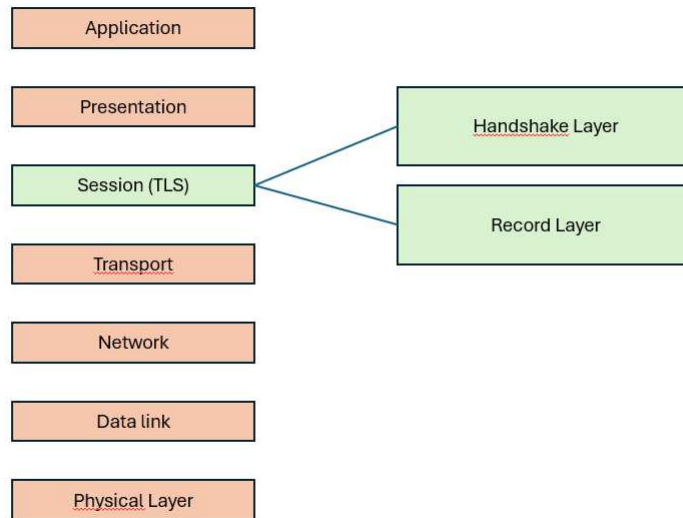 Application
Presentation
Handshake Layer
Session (TLS)
Record Layer
Transport
Network
Data link
Physical Layer